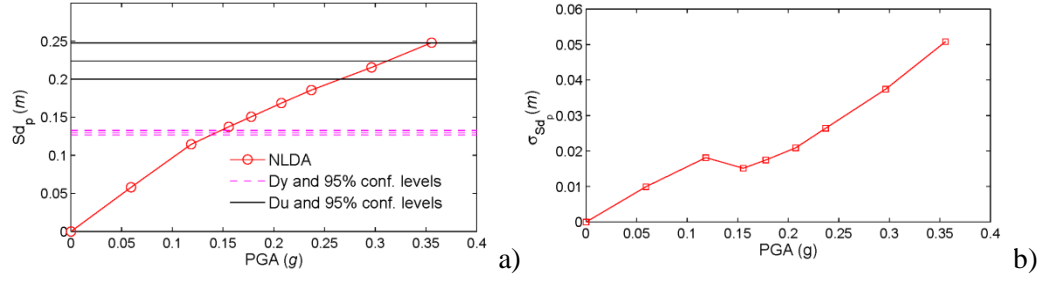 0.25
0.2
0.15
0.1
0.05
0
Sd_p (m)
NLDA
Dy and 95% conf. levels
Du and 95% conf. levels
0 0.05 0.1 0.15 0.2 0.25 0.3 0.35 0.4
PGA (g)
a)
0.06
0.05
0.04
0.03
0.02
0.01
0
σ_Sd_p (m)
0 0.05 0.1 0.15 0.2 0.25 0.3 0.35 0.4
PGA (g)
b)